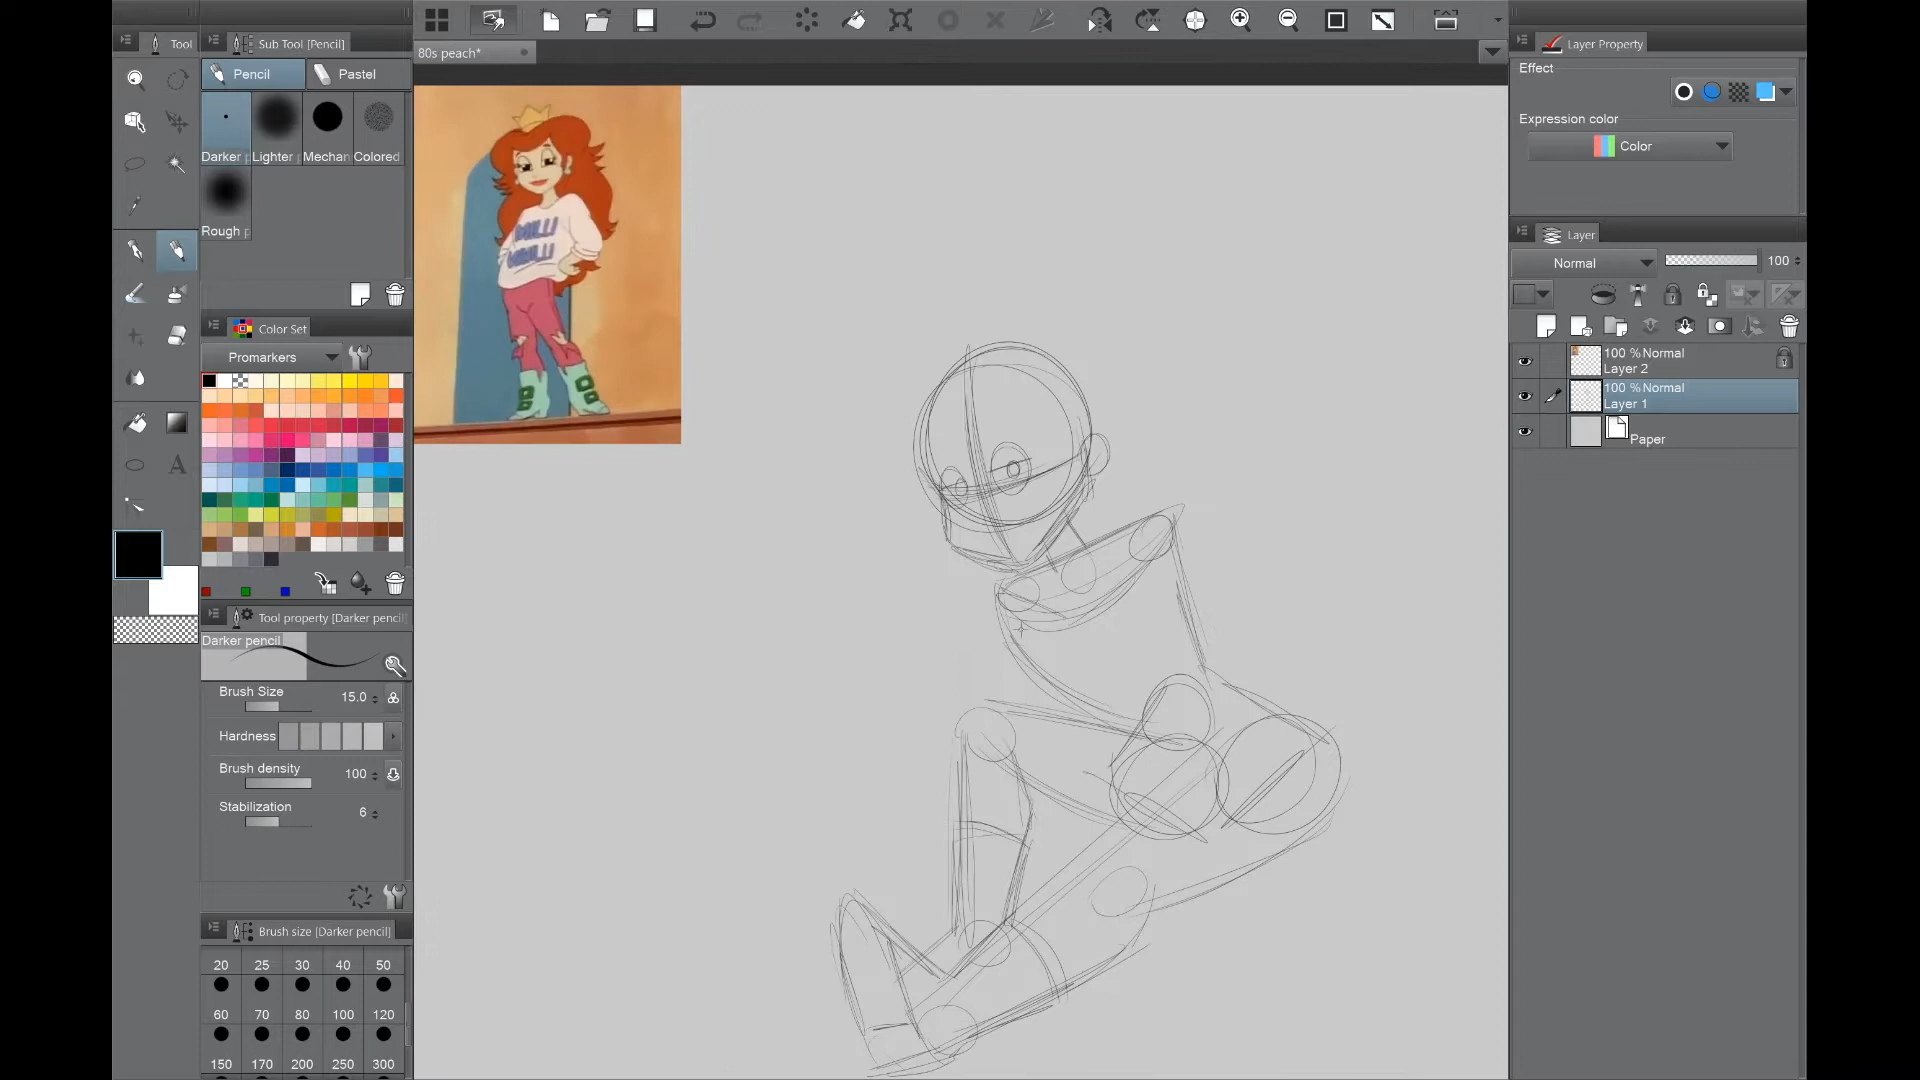 Tool
Sub Tool [Pencil]
Pencil
Pastel
Darker p
Lighter p
Mechan
Colored
Rough p
Color Set
Promarkers
Tool property [Darker pencil]
Darker pencil
Brush Size 15.0
Hardness
Brush density 100
Stabilization 6
Brush size [Darker pencil]
20 25 30 40 50
60 70 80 100 120
150 170 200 250 300
80s peach*
MILLI
VANILLI
Layer Property
Effect
Expression color
Color
Layer
Normal 100
100 % Normal
Layer 2
100 % Normal
Layer 1
Paper
A